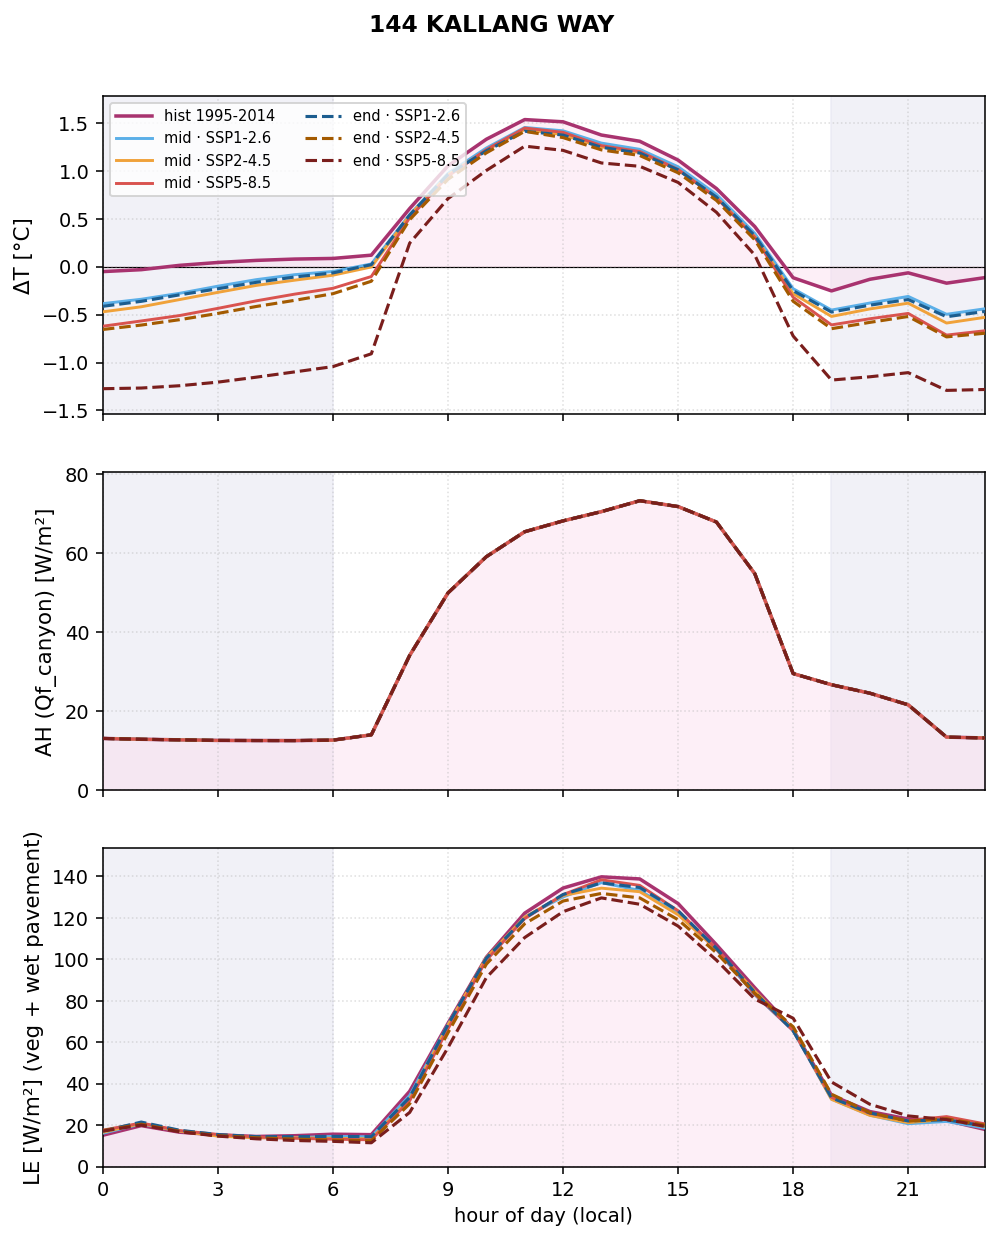 144 KALLANG WAY
hist 1995-2014
mid · SSP1-2.6
mid · SSP2-4.5
mid · SSP5-8.5
end · SSP1-2.6
end · SSP2-4.5
end · SSP5-8.5
ΔT [°C]
1.5
1.0
0.5
0.0
−0.5
−1.0
−1.5
AH (Qf_canyon) [W/m²]
80
60
40
20
0
LE [W/m²] (veg + wet pavement)
140
120
100
80
60
40
20
0
0 3 6 9 12 15 18 21
hour of day (local)